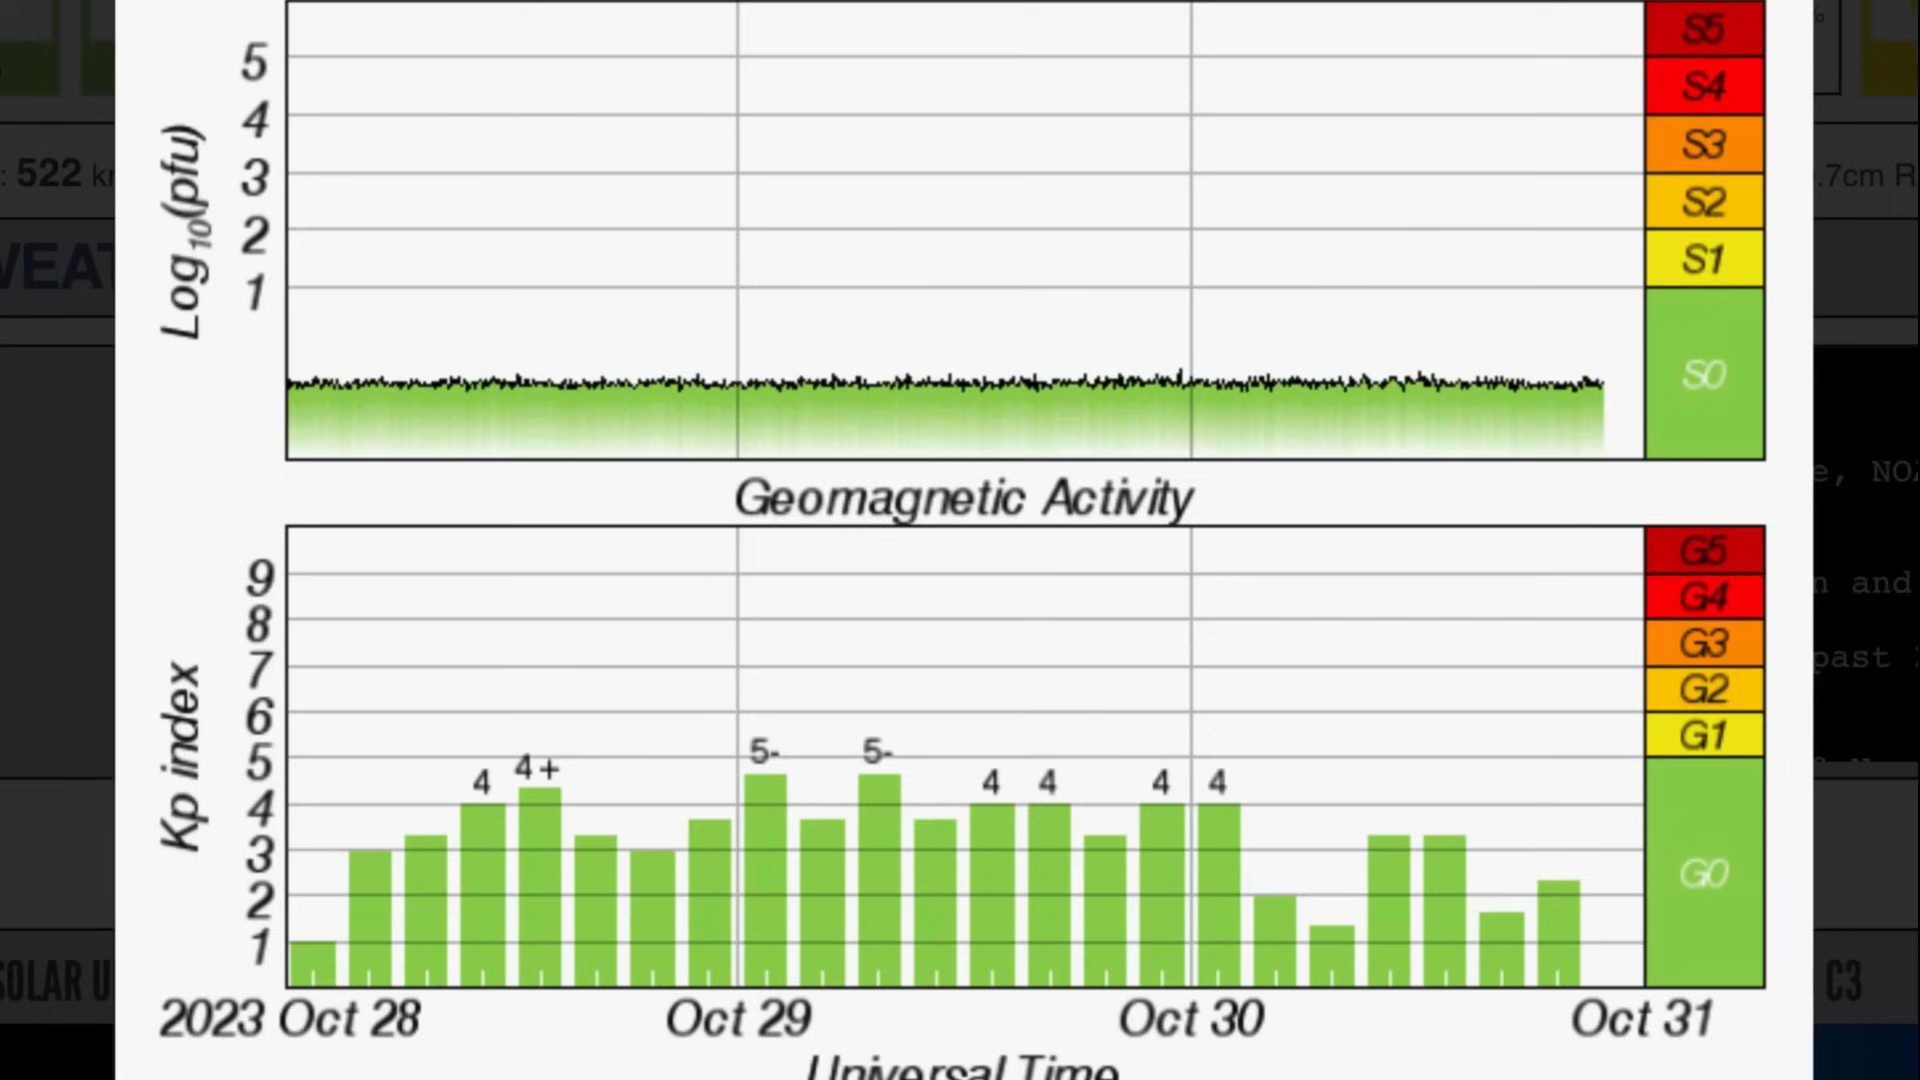 S5
5
S4
4
S3
3
S2
2
S1
1
S0
Log10(pfu)
522
.7cm R
WEAT
Geomagnetic Activity
G5
9
G4
8
G3
7
G2
6
G1
5
4
3
2
1
G0
Kp index
4
4+
5-
5-
4
4
4
4
e, NO
n and
past
SOLAR U
C3
2023 Oct 28
Oct 29
Oct 30
Oct 31
Universal Time